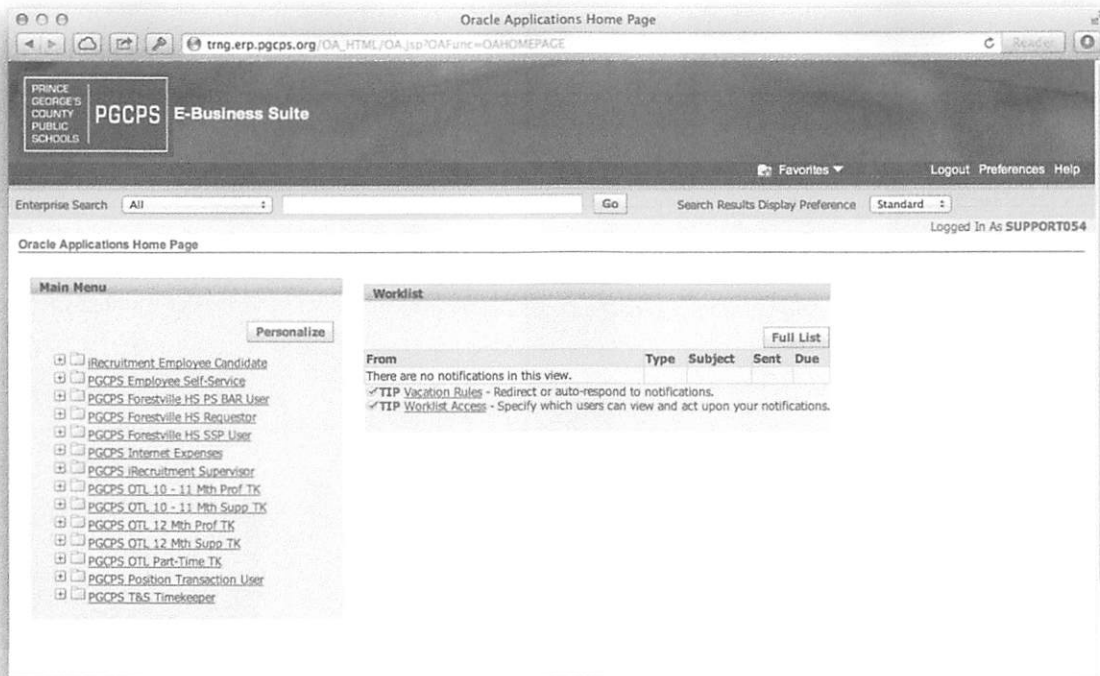 Oracle Applications Home Page
trng.erp.pgcps.org/OA_HTML/OA.jsp?OAFunc=OAHOMEPAGE
Reader
PRINCE
GEORGE'S
COUNTY
PUBLIC
SCHOOLS
PGCPS
E-Business Suite
Favorites
Logout Preferences Help
Enterprise Search All Go Search Results Display Preference Standard
Logged In As SUPPORT054
Oracle Applications Home Page
Main Menu
Personalize
iRecruitment Employee Candidate
PGCPS Employee Self-Service
PGCPS Forestville HS PS BAR User
PGCPS Forestville HS Requestor
PGCPS Forestville HS SSP User
PGCPS Internet Expenses
PGCPS iRecruitment Supervisor
PGCPS OTL 10 - 11 Mth Prof TK
PGCPS OTL 10 - 11 Mth Supp TK
PGCPS OTL 12 Mth Prof TK
PGCPS OTL 12 Mth Supp TK
PGCPS OTL Part-Time TK
PGCPS Position Transaction User
PGCPS T&S Timekeeper
Worklist
Full List
From Type Subject Sent Due
There are no notifications in this view.
TIP Vacation Rules - Redirect or auto-respond to notifications.
TIP Worklist Access - Specify which users can view and act upon your notifications.